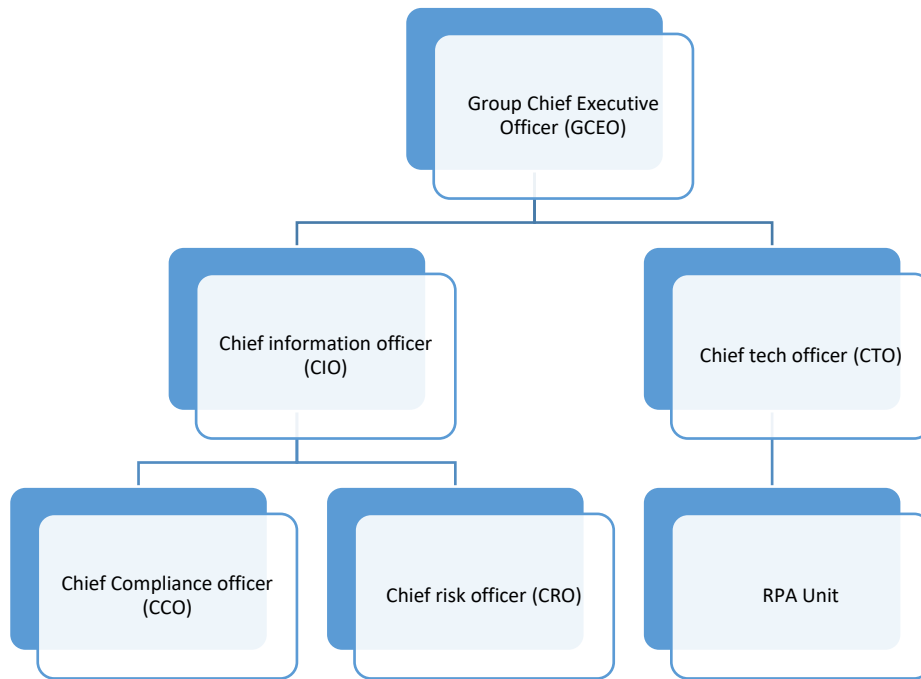 Group Chief Executive
Officer (GCEO)
Chief information officer
(CIO)
Chief tech officer (CTO)
Chief Compliance officer
(CCO)
Chief risk officer (CRO)
RPA Unit